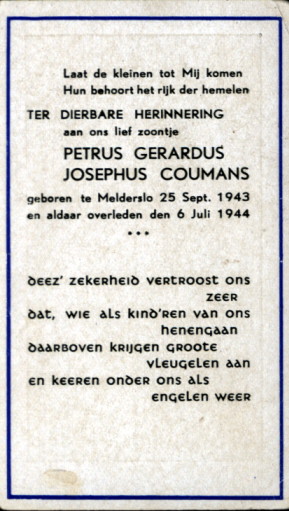 Laat de kleinen tot Mij komen
Hun behoort het rijk der hemelen
TER DIERBARE HERINNERING
aan ons lief zoontje
PETRUS GERARDUS
JOSEPHUS COUMANS
geboren te Melderslo 25 Sept. 1943
en aldaar overleden den 6 Juli 1944
***
deez' zekerheid vertroost ons
zeer
dat, wie als kind'ren van ons
henengaan
daarboven krijgen groote
vleugelen aan
en keeren onder ons als
engelen weer